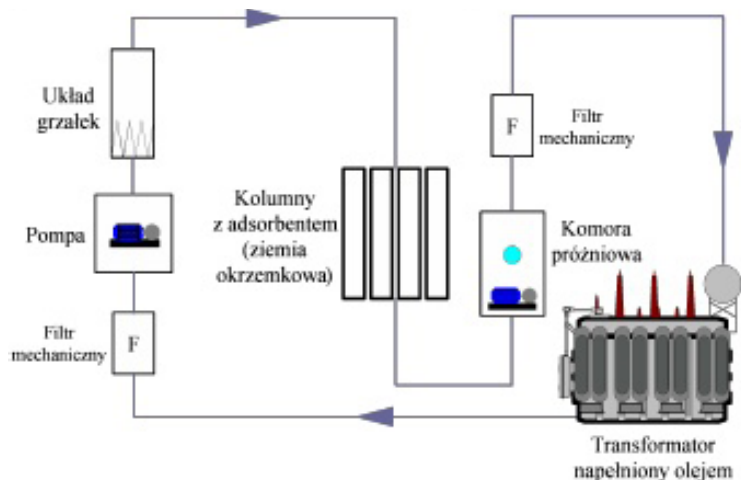 Układ
grzałek
Pompa
Filtr
mechaniczny
F
Kolumny
z adsorbentem
(ziemia
okrzemkowa)
F
Filtr
mechaniczny
Komora
próżniowa
Transformator
napełniony olejem